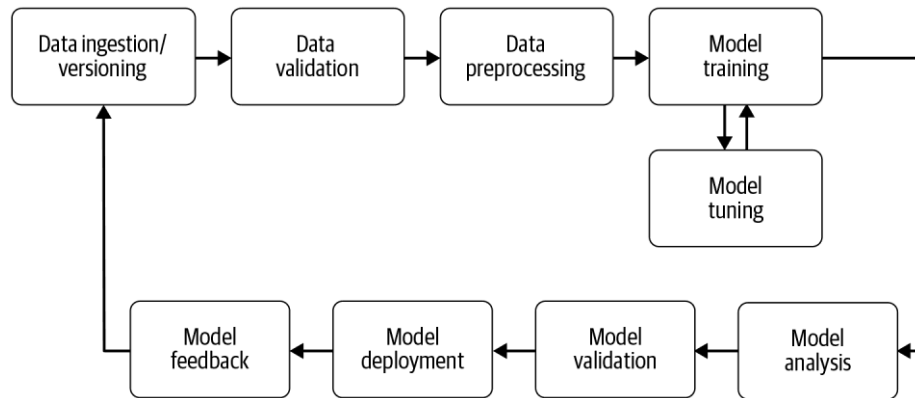 Data ingestion/
versioning
Data
validation
Data
preprocessing
Model
training
Model
tuning
Model
feedback
Model
deployment
Model
validation
Model
analysis